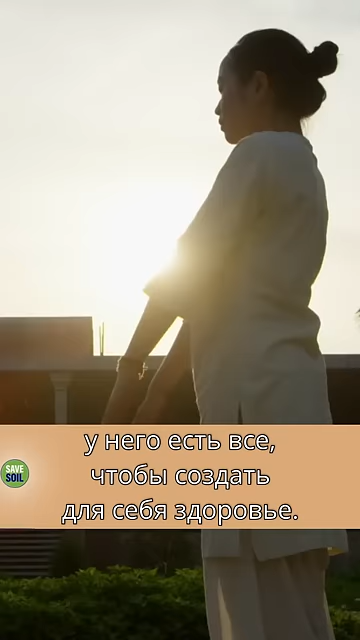 у него есть все,
чтобы создать
SAVE
SOIL
для себя здоровье.